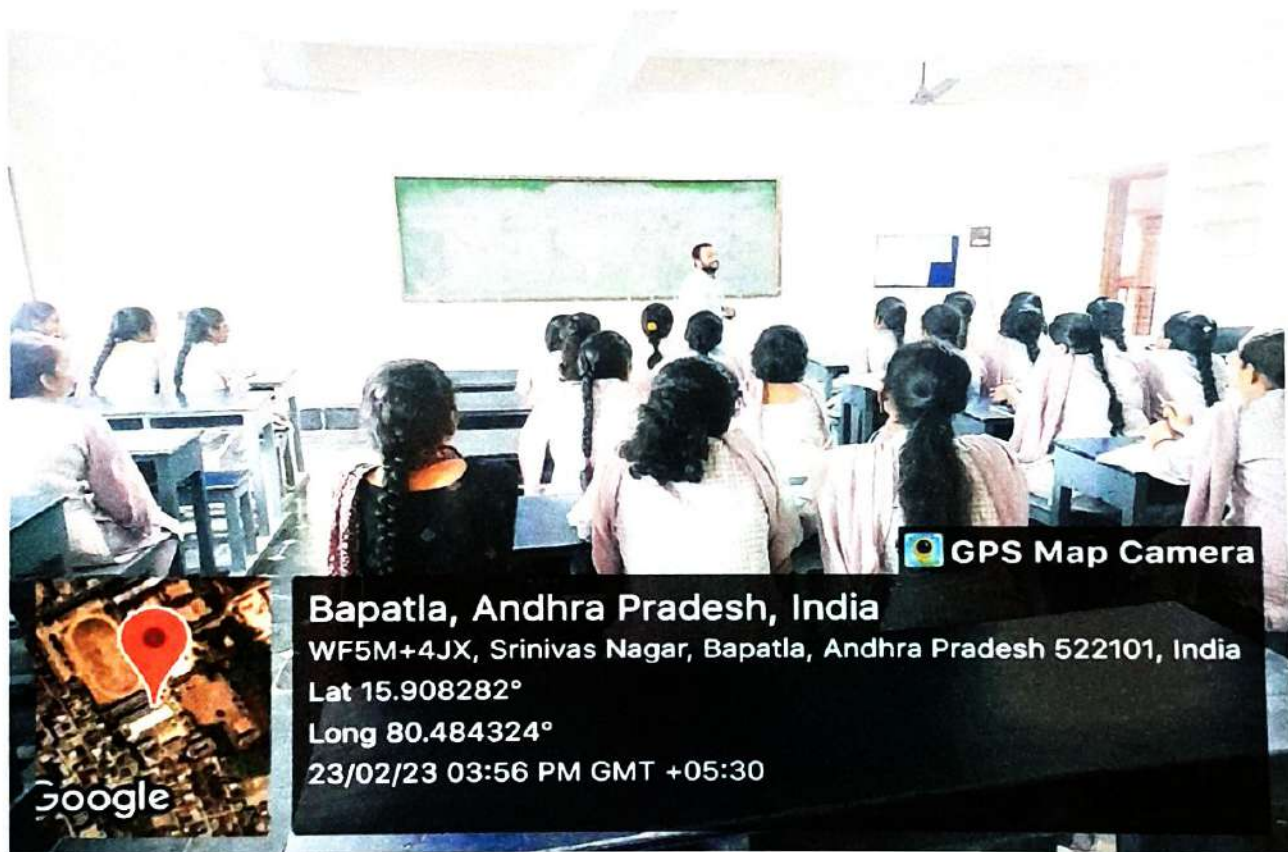 GPS Map Camera
Bapatla, Andhra Pradesh, India
WF5M+4JX, Srinivas Nagar, Bapatla, Andhra Pradesh 522101, India
Lat 15.908282°
Long 80.484324°
23/02/23 03:56 PM GMT +05:30
Google